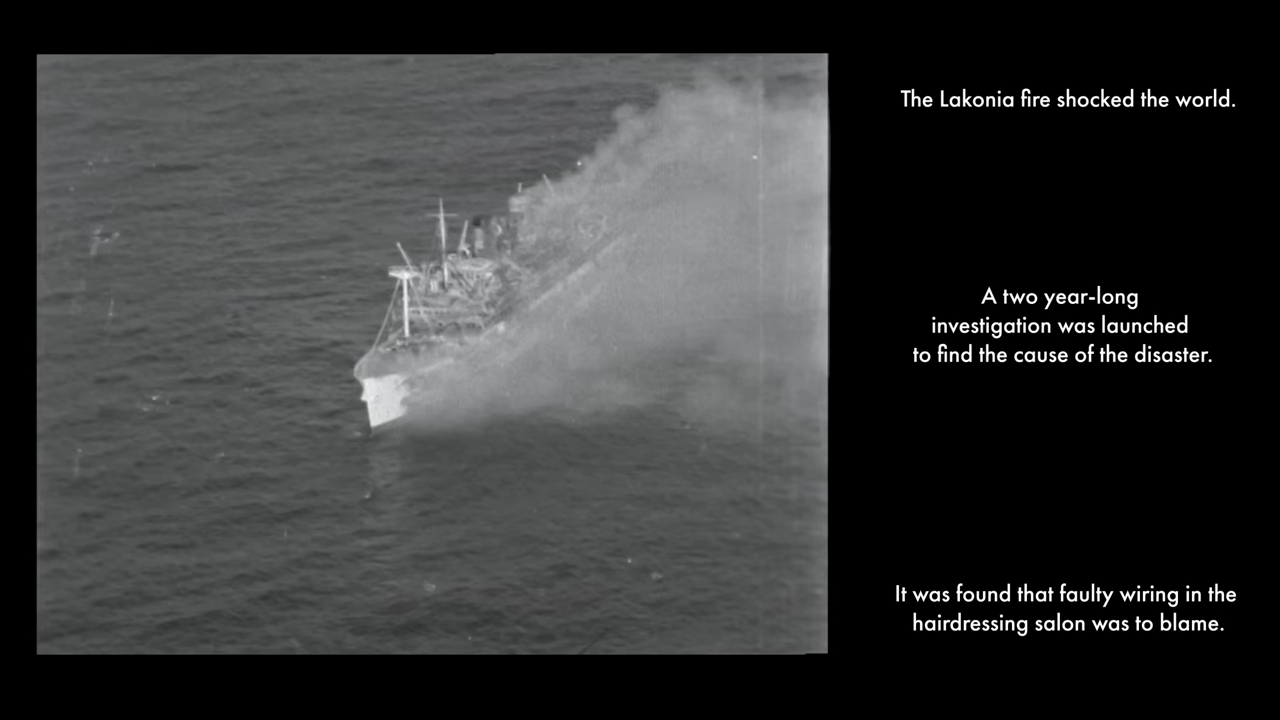 The Lakonia fire shocked the world.
A two year-long
investigation was launched
to find the cause of the disaster.
It was found that faulty wiring in the
hairdressing salon was to blame.